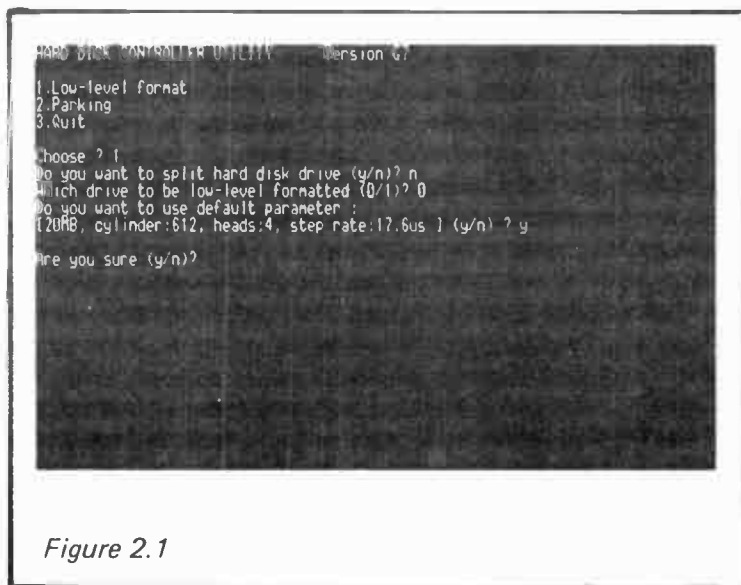 HARD DISK CONTROLLER UTILITY Version G7
1.Low-level format
2.Parking
3.Quit
Choose ? 1
Do you want to split hard disk drive (y/n)? n
Which drive to be low-level formatted (0/1)? 0
Do you want to use default parameter :
[20MB, cylinder:612, heads:4, step rate:17.6us ] (y/n) ? y
Are you sure (y/n)?
Figure 2.1